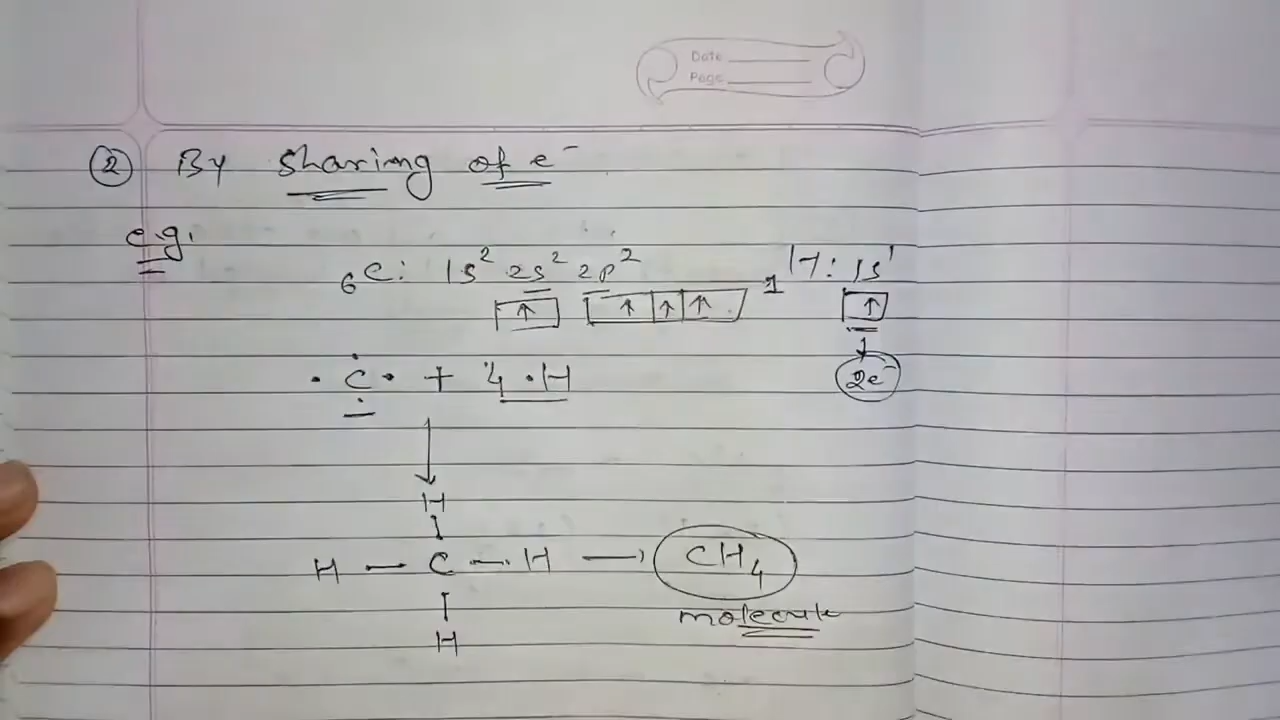 Date
Page
② By sharing of e⁻
e.g.
₆C: 1s² 2s² 2p² ₁H: 1s¹
↑ ↑ ↑ ↑ ↑
·C· + 4·H 2e⁻
H
H — C — H → CH₄
molecule
H